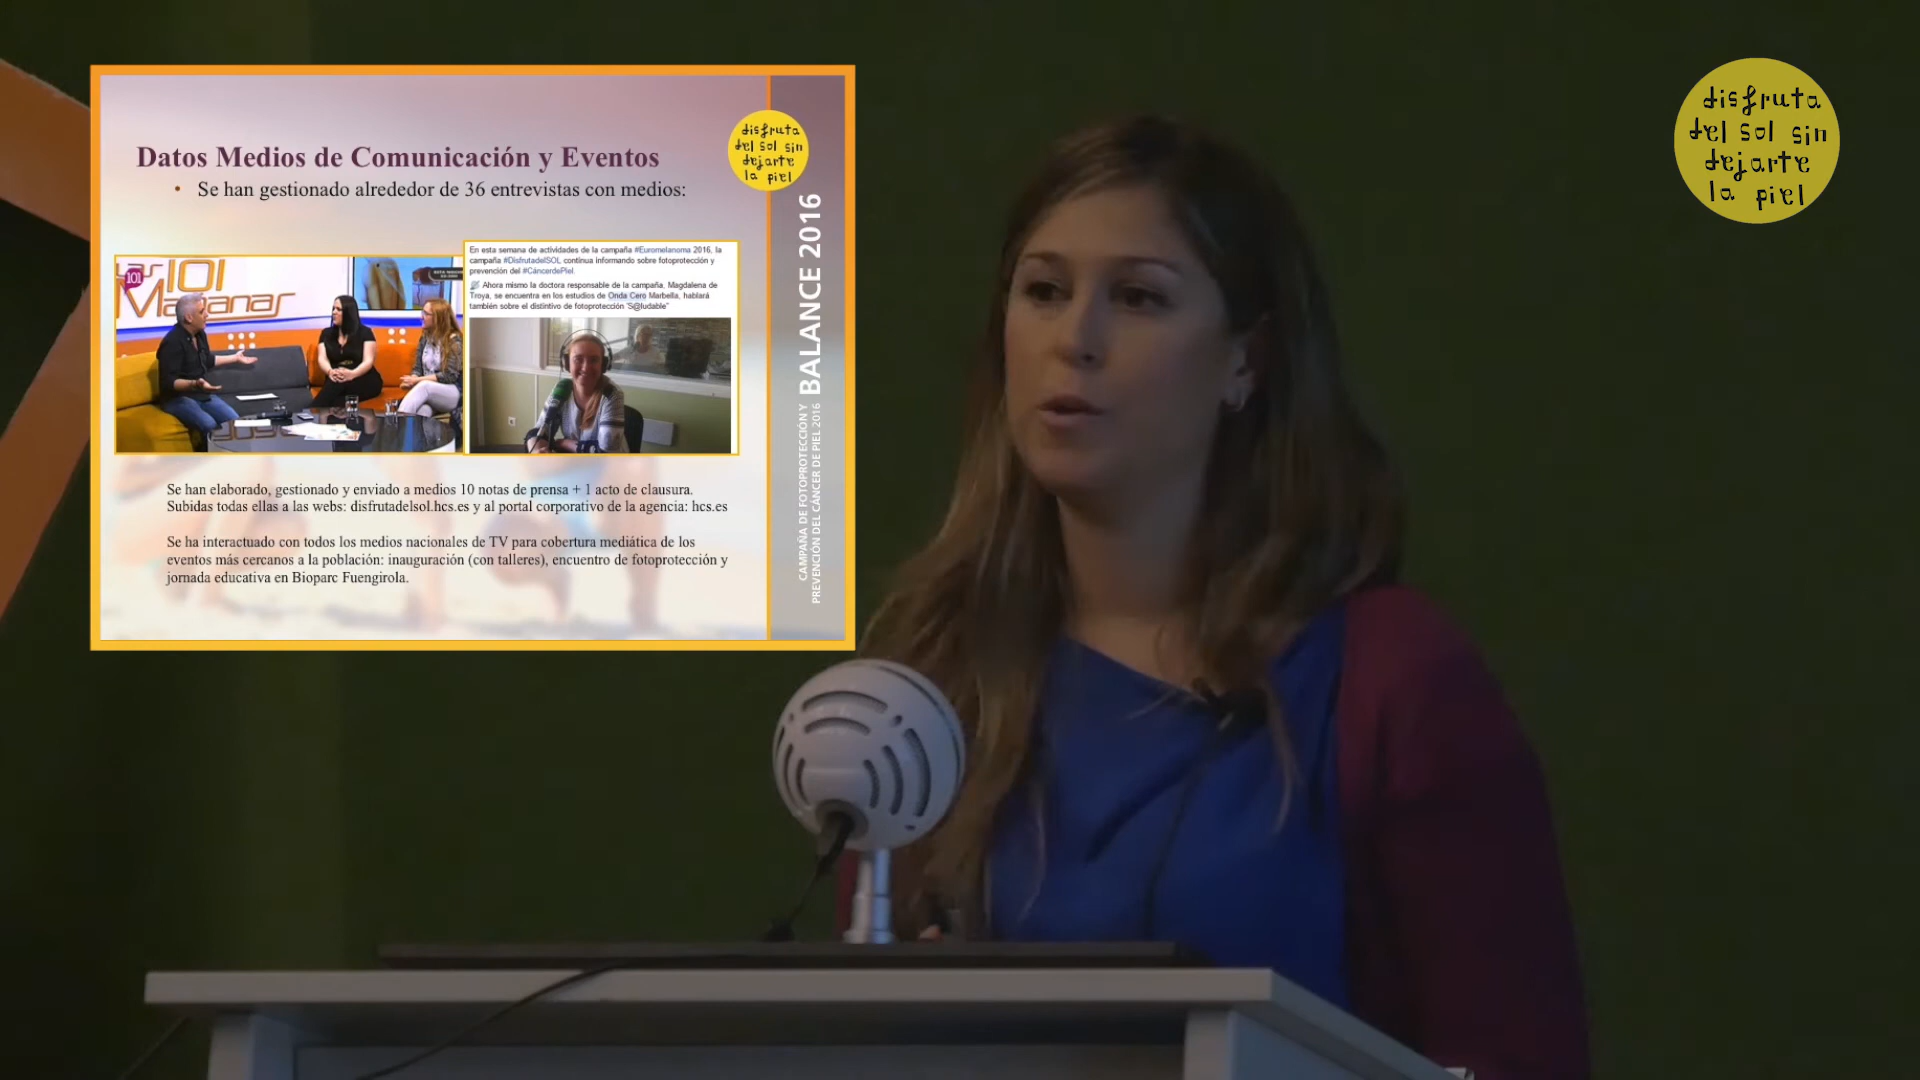 Datos Medios de Comunicación y Eventos
• Se han gestionado alrededor de 36 entrevistas con medios:
disfruta
del sol sin
dejarte
la piel
101
Las 101
Mañanas
En esta semana de actividades de la campaña #Euromelanoma 2016, la
campaña #DisfrutadelSOL continua informando sobre fotoprotección y
prevención del #CáncerdePiel.
Ahora mismo la doctora responsable de la campaña, Magdalena de
Troya, se encuentra en los estudios de Onda Cero Marbella, hablará
también sobre el distintivo de fotoprotección "S@ludable"
Se han elaborado, gestionado y enviado a medios 10 notas de prensa + 1 acto de clausura.
Subidas todas ellas a las webs: disfrutadelsol.hcs.es y al portal corporativo de la agencia: hcs.es
Se ha interactuado con todos los medios nacionales de TV para cobertura mediática de los
eventos más cercanos a la población: inauguración (con talleres), encuentro de fotoprotección y
jornada educativa en Bioparc Fuengirola.
CAMPAÑA DE FOTOPROTECCIÓN Y
PREVENCIÓN DEL CÁNCER DE PIEL 2016
BALANCE 2016
disfruta
del sol sin
dejarte
la piel